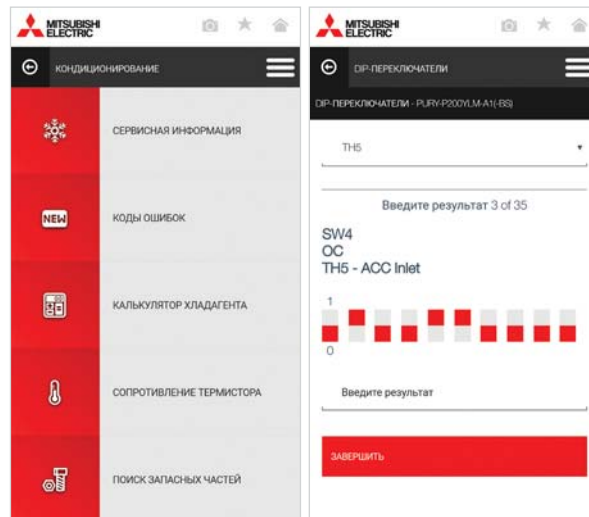 MITSUBISHI
ELECTRIC
КОНДИЦИОНИРОВАНИЕ
СЕРВИСНАЯ ИНФОРМАЦИЯ
NEW
КОДЫ ОШИБОК
КАЛЬКУЛЯТОР ХЛАДАГЕНТА
СОПРОТИВЛЕНИЕ ТЕРМИСТОРА
ПОИСК ЗАПАСНЫХ ЧАСТЕЙ
MITSUBISHI
ELECTRIC
DIP-ПЕРЕКЛЮЧАТЕЛИ
DIP-ПЕРЕКЛЮЧАТЕЛИ - PURY-P200YLM-A1(-BS)
TH5
Введите результат 3 of 35
SW4
OC
TH5 - ACC Inlet
1
0
Введите результат
ЗАВЕРШИТЬ